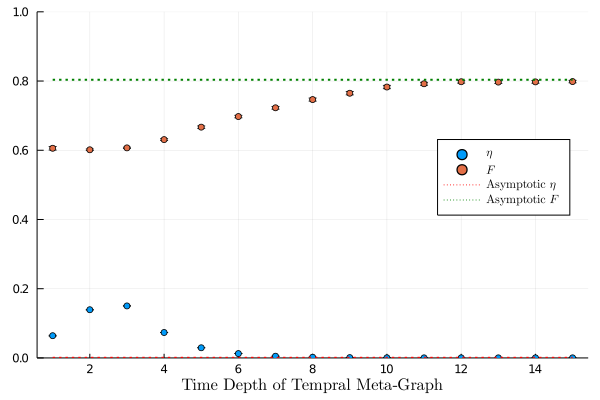 1.0
0.8
0.6
0.4
0.2
0.0
η
F
Asymptotic η
Asymptotic F
2 4 6 8 10 12 14
Time Depth of Tempral Meta-Graph